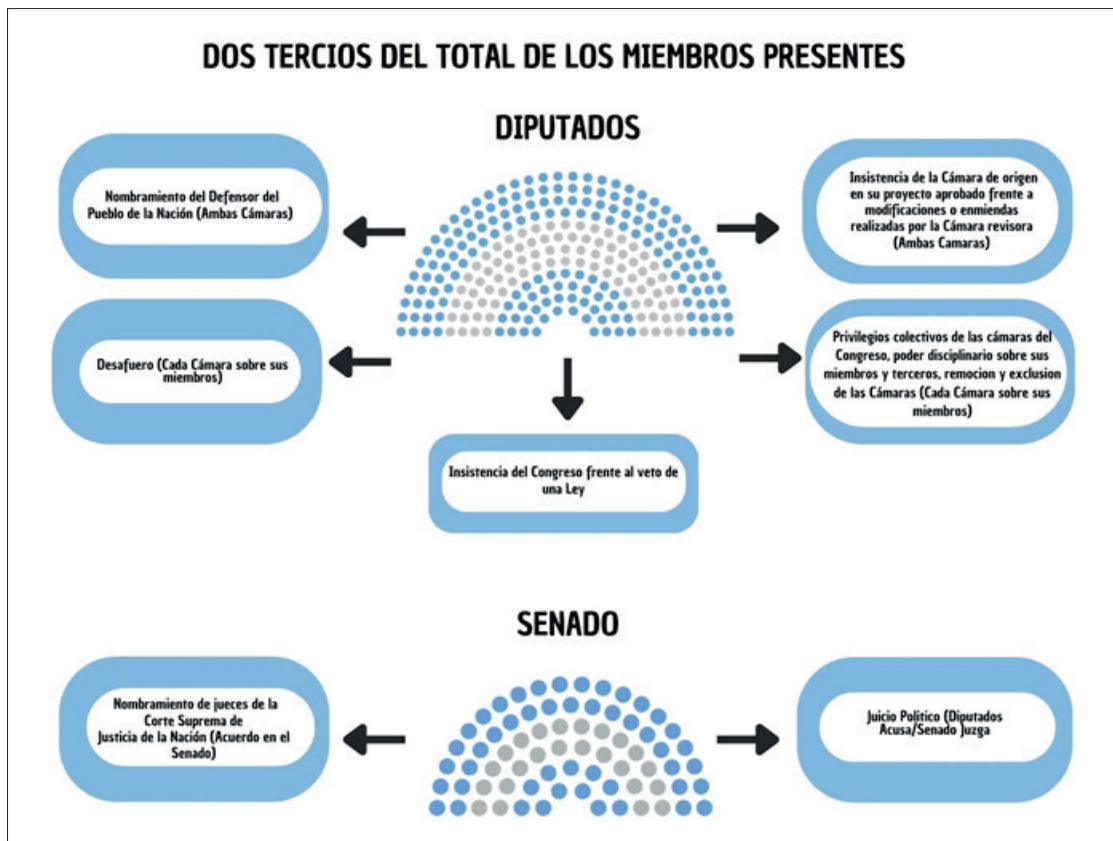 DOS TERCIOS DEL TOTAL DE LOS MIEMBROS PRESENTES
DIPUTADOS
Nombramiento del Defensor del
Pueblo de la Nación (Ambas Cámaras)
Insistencia de la Cámara de origen
en su proyecto aprobado frente a
modificaciones o enmiendas
realizadas por la Cámara revisora
(Ambas Camaras)
Desafuero (Cada Cámara sobre sus
miembros)
Privilegios colectivos de las cámaras del
Congreso, poder disciplinario sobre sus
miembros y terceros, remocion y exclusion
de las Cámaras (Cada Cámara sobre sus
miembros)
Insistencia del Congreso frente al veto de
una Ley
SENADO
Nombramiento de jueces de la
Corte Suprema de
Justicia de la Nación (Acuerdo en el
Senado)
Juicio Político (Diputados
Acusa/Senado Juzga